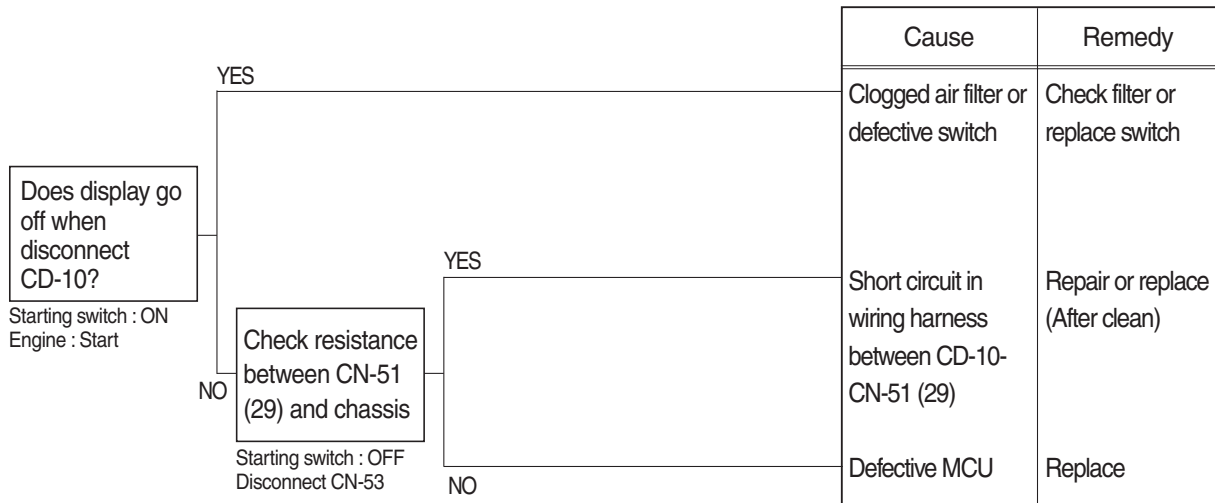 Cause
Remedy
YES
Clogged air filter or
defective switch
Check filter or
replace switch
Does display go
off when
disconnect
CD-10?
Starting switch : ON
Engine : Start
YES
Short circuit in
wiring harness
between CD-10-
CN-51 (29)
Repair or replace
(After clean)
NO
Check resistance
between CN-51
(29) and chassis
Starting switch : OFF
Disconnect CN-53
NO
Defective MCU
Replace